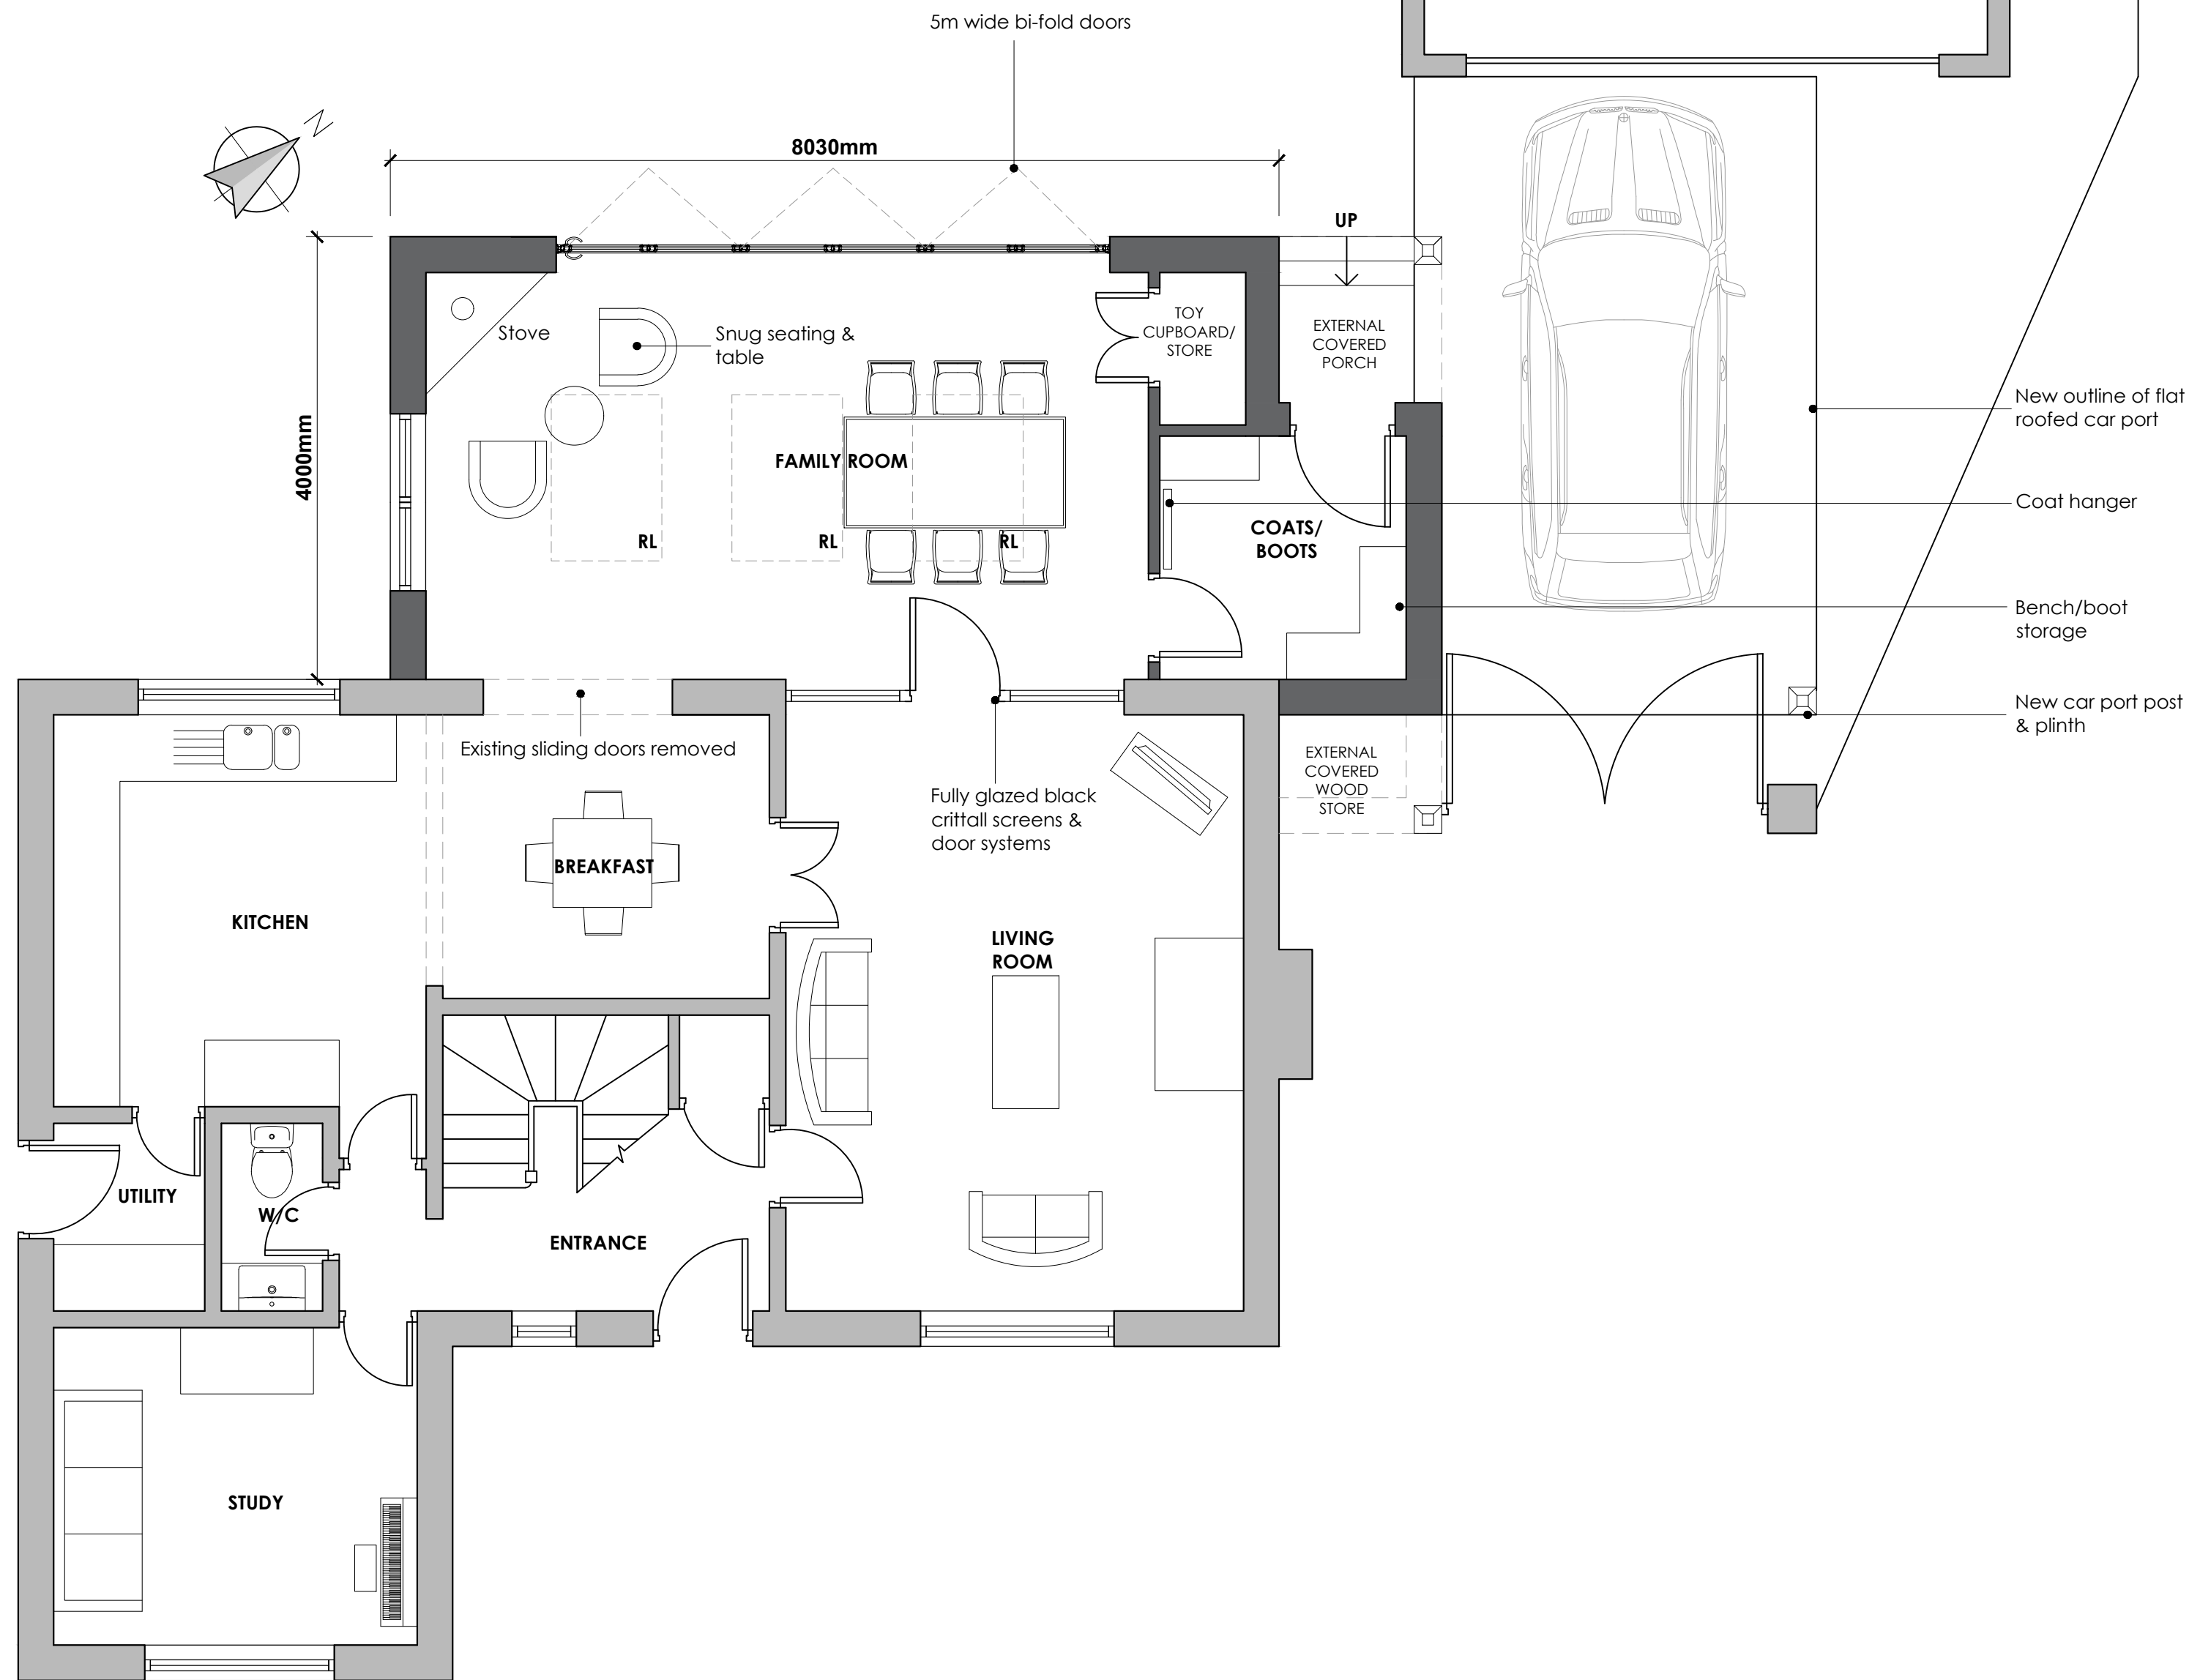 5m wide bi-fold doors
N
8030mm
UP
4000mm
Stove
Snug seating &
table
TOY
CUPBOARD/
STORE
EXTERNAL
COVERED
PORCH
New outline of flat
roofed car port
FAMILY ROOM
RL
RL
RL
COATS/
BOOTS
Coat hanger
Bench/boot
storage
New car port post
& plinth
Existing sliding doors removed
Fully glazed black
crittall screens &
door systems
EXTERNAL
COVERED
WOOD
STORE
BREAKFAST
KITCHEN
LIVING
ROOM
UTILITY
W/C
ENTRANCE
STUDY